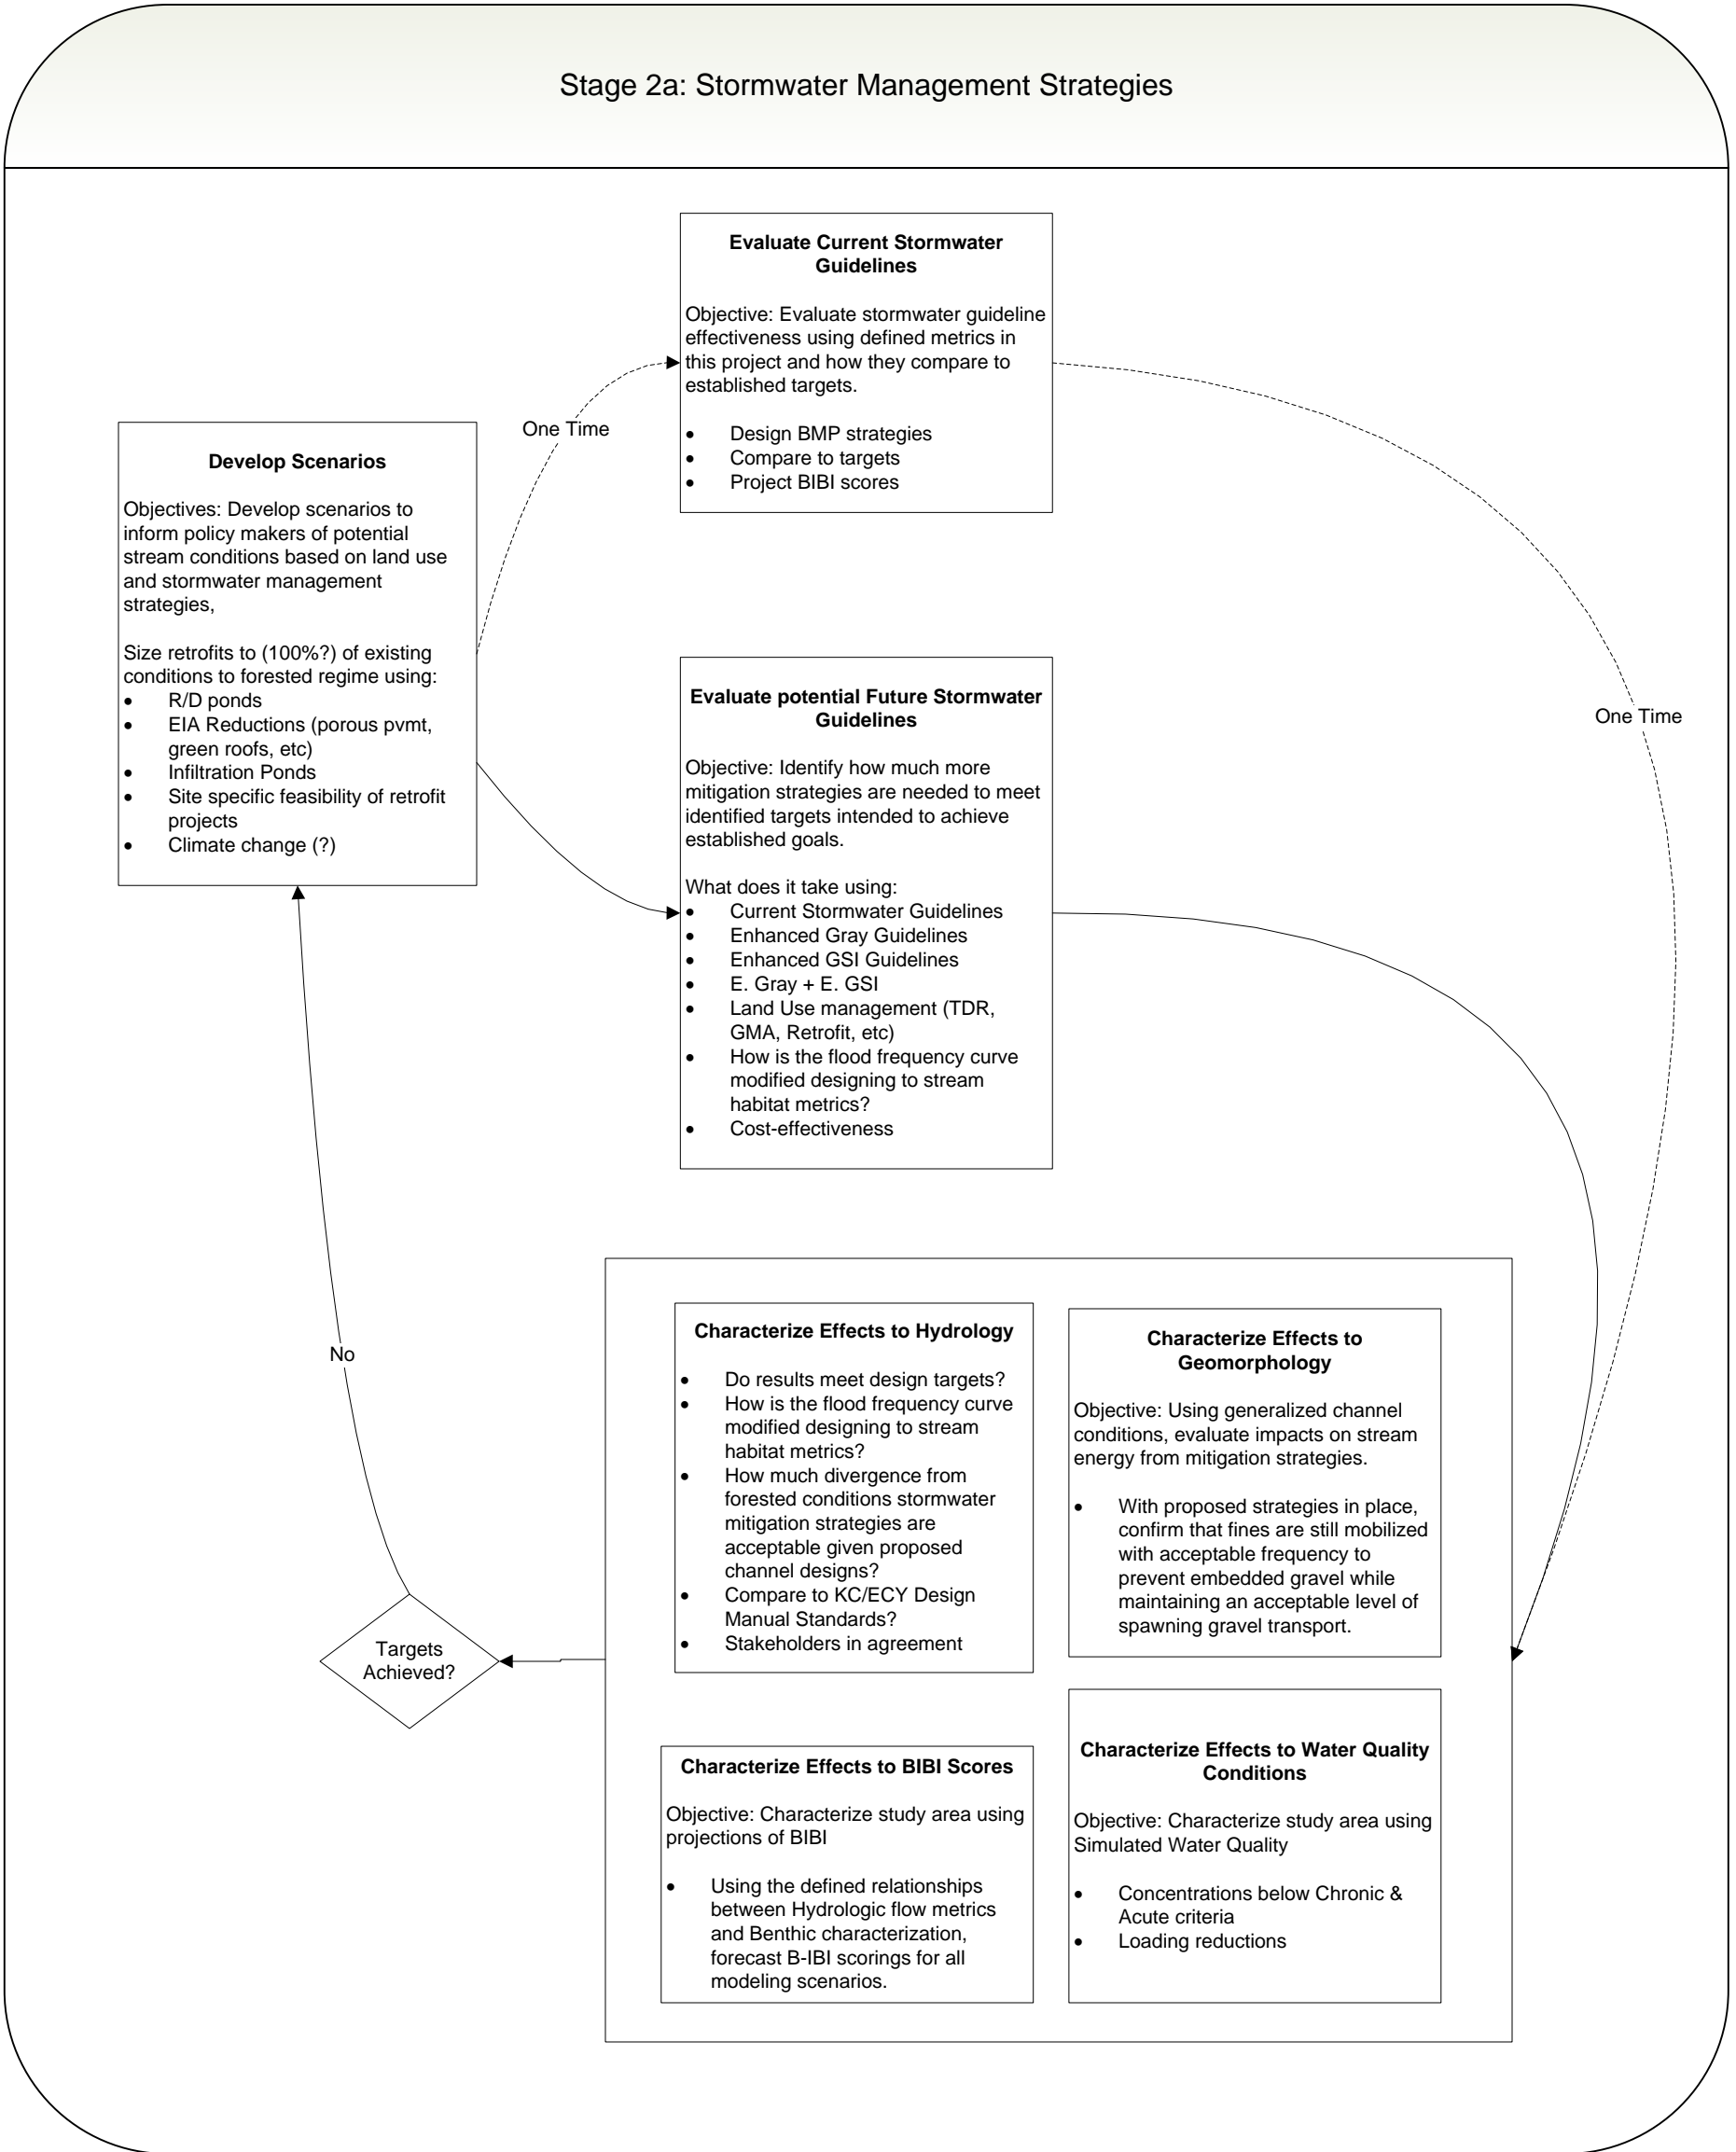 Stage 2a: Stormwater Management Strategies
Evaluate Current Stormwater
Guidelines
Objective: Evaluate stormwater guideline
effectiveness using defined metrics in
this project and how they compare to
established targets.
• Design BMP strategies
• Compare to targets
• Project BIBI scores
One Time
Develop Scenarios
Objectives: Develop scenarios to
inform policy makers of potential
stream conditions based on land use
and stormwater management
strategies,
Size retrofits to (100%?) of existing
conditions to forested regime using:
• R/D ponds
• EIA Reductions (porous pvmt,
green roofs, etc)
• Infiltration Ponds
• Site specific feasibility of retrofit
projects
• Climate change (?)
One Time
Evaluate potential Future Stormwater
Guidelines
Objective: Identify how much more
mitigation strategies are needed to meet
identified targets intended to achieve
established goals.
What does it take using:
• Current Stormwater Guidelines
• Enhanced Gray Guidelines
• Enhanced GSI Guidelines
• E. Gray + E. GSI
• Land Use management (TDR,
GMA, Retrofit, etc)
• How is the flood frequency curve
modified designing to stream
habitat metrics?
• Cost-effectiveness
No
Targets
Achieved?
Characterize Effects to Hydrology
• Do results meet design targets?
• How is the flood frequency curve
modified designing to stream
habitat metrics?
• How much divergence from
forested conditions stormwater
mitigation strategies are
acceptable given proposed
channel designs?
• Compare to KC/ECY Design
Manual Standards?
• Stakeholders in agreement
Characterize Effects to
Geomorphology
Objective: Using generalized channel
conditions, evaluate impacts on stream
energy from mitigation strategies.
• With proposed strategies in place,
confirm that fines are still mobilized
with acceptable frequency to
prevent embedded gravel while
maintaining an acceptable level of
spawning gravel transport.
Characterize Effects to BIBI Scores
Objective: Characterize study area using
projections of BIBI
• Using the defined relationships
between Hydrologic flow metrics
and Benthic characterization,
forecast B-IBI scorings for all
modeling scenarios.
Characterize Effects to Water Quality
Conditions
Objective: Characterize study area using
Simulated Water Quality
• Concentrations below Chronic &
Acute criteria
• Loading reductions